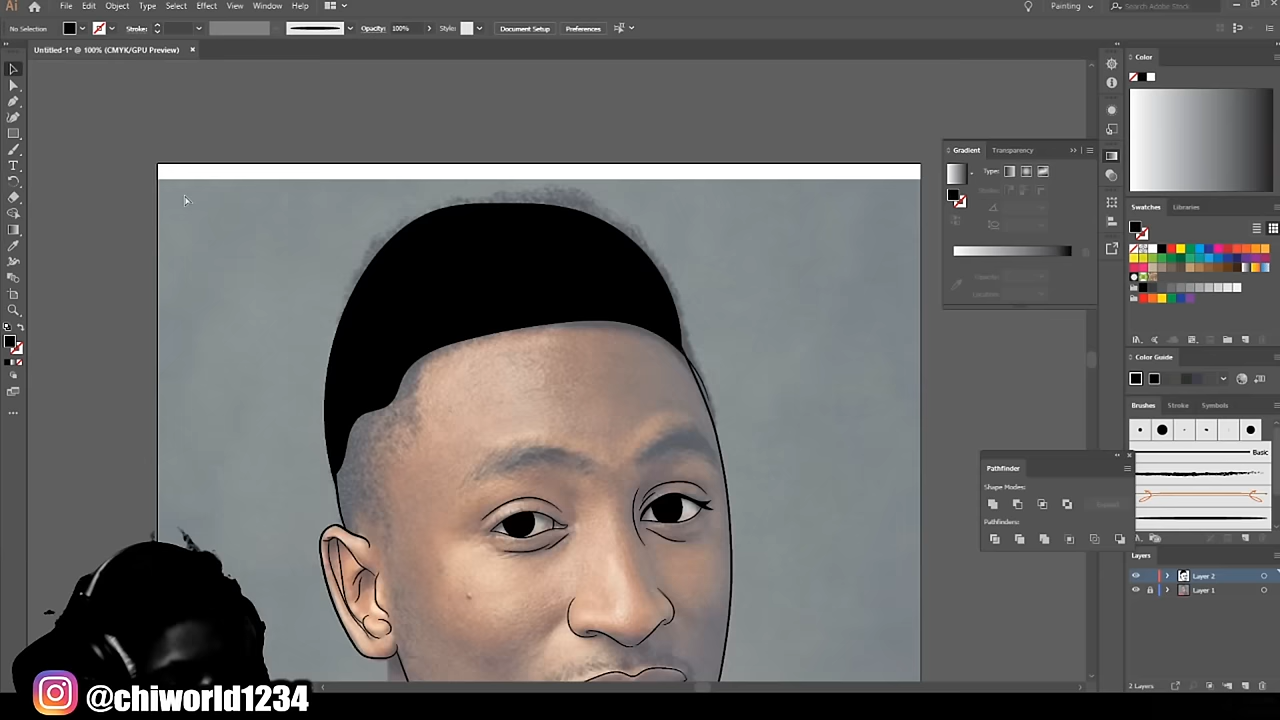 Ai File Edit Object Type Select Effect View Window Help Painting Search Adobe Stock
No Selection Stroke: Opacity: 100% Style: Document Setup Preferences
Untitled-1* @ 100% (CMYK/GPU Preview)
Color
Gradient Transparency
Type:
Swatches Libraries
Color Guide
Brushes Stroke Symbols
Basic
Pathfinder
Shape Modes:
Pathfinders:
Layers
Layer 2
Layer 1
2 Layers
@chiworld1234